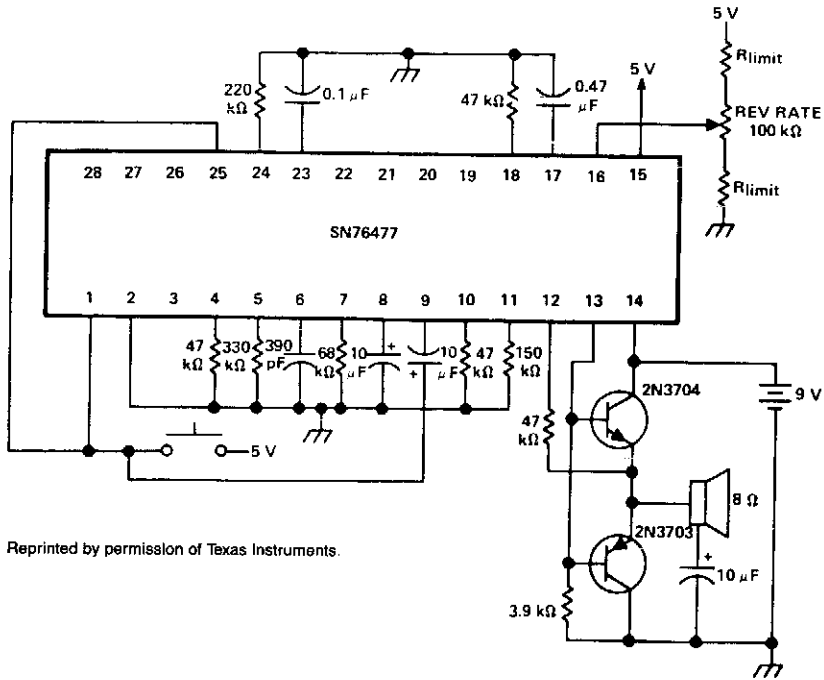 5 V
Rlimit
220 kΩ
0.1 μF
47 kΩ
0.47 μF
5 V
REV RATE
100 kΩ
Rlimit
28 27 26 25 24 23 22 21 20 19 18 17 16 15
SN76477
1 2 3 4 5 6 7 8 9 10 11 12 13 14
47 kΩ
330 kΩ
390 pF
68 kΩ
+
10 μF
+
10 μF
47 kΩ
150 kΩ
2N3704
9 V
47 kΩ
5 V
8 Ω
2N3703
+
10 μF
3.9 kΩ
Reprinted by permission of Texas Instruments.